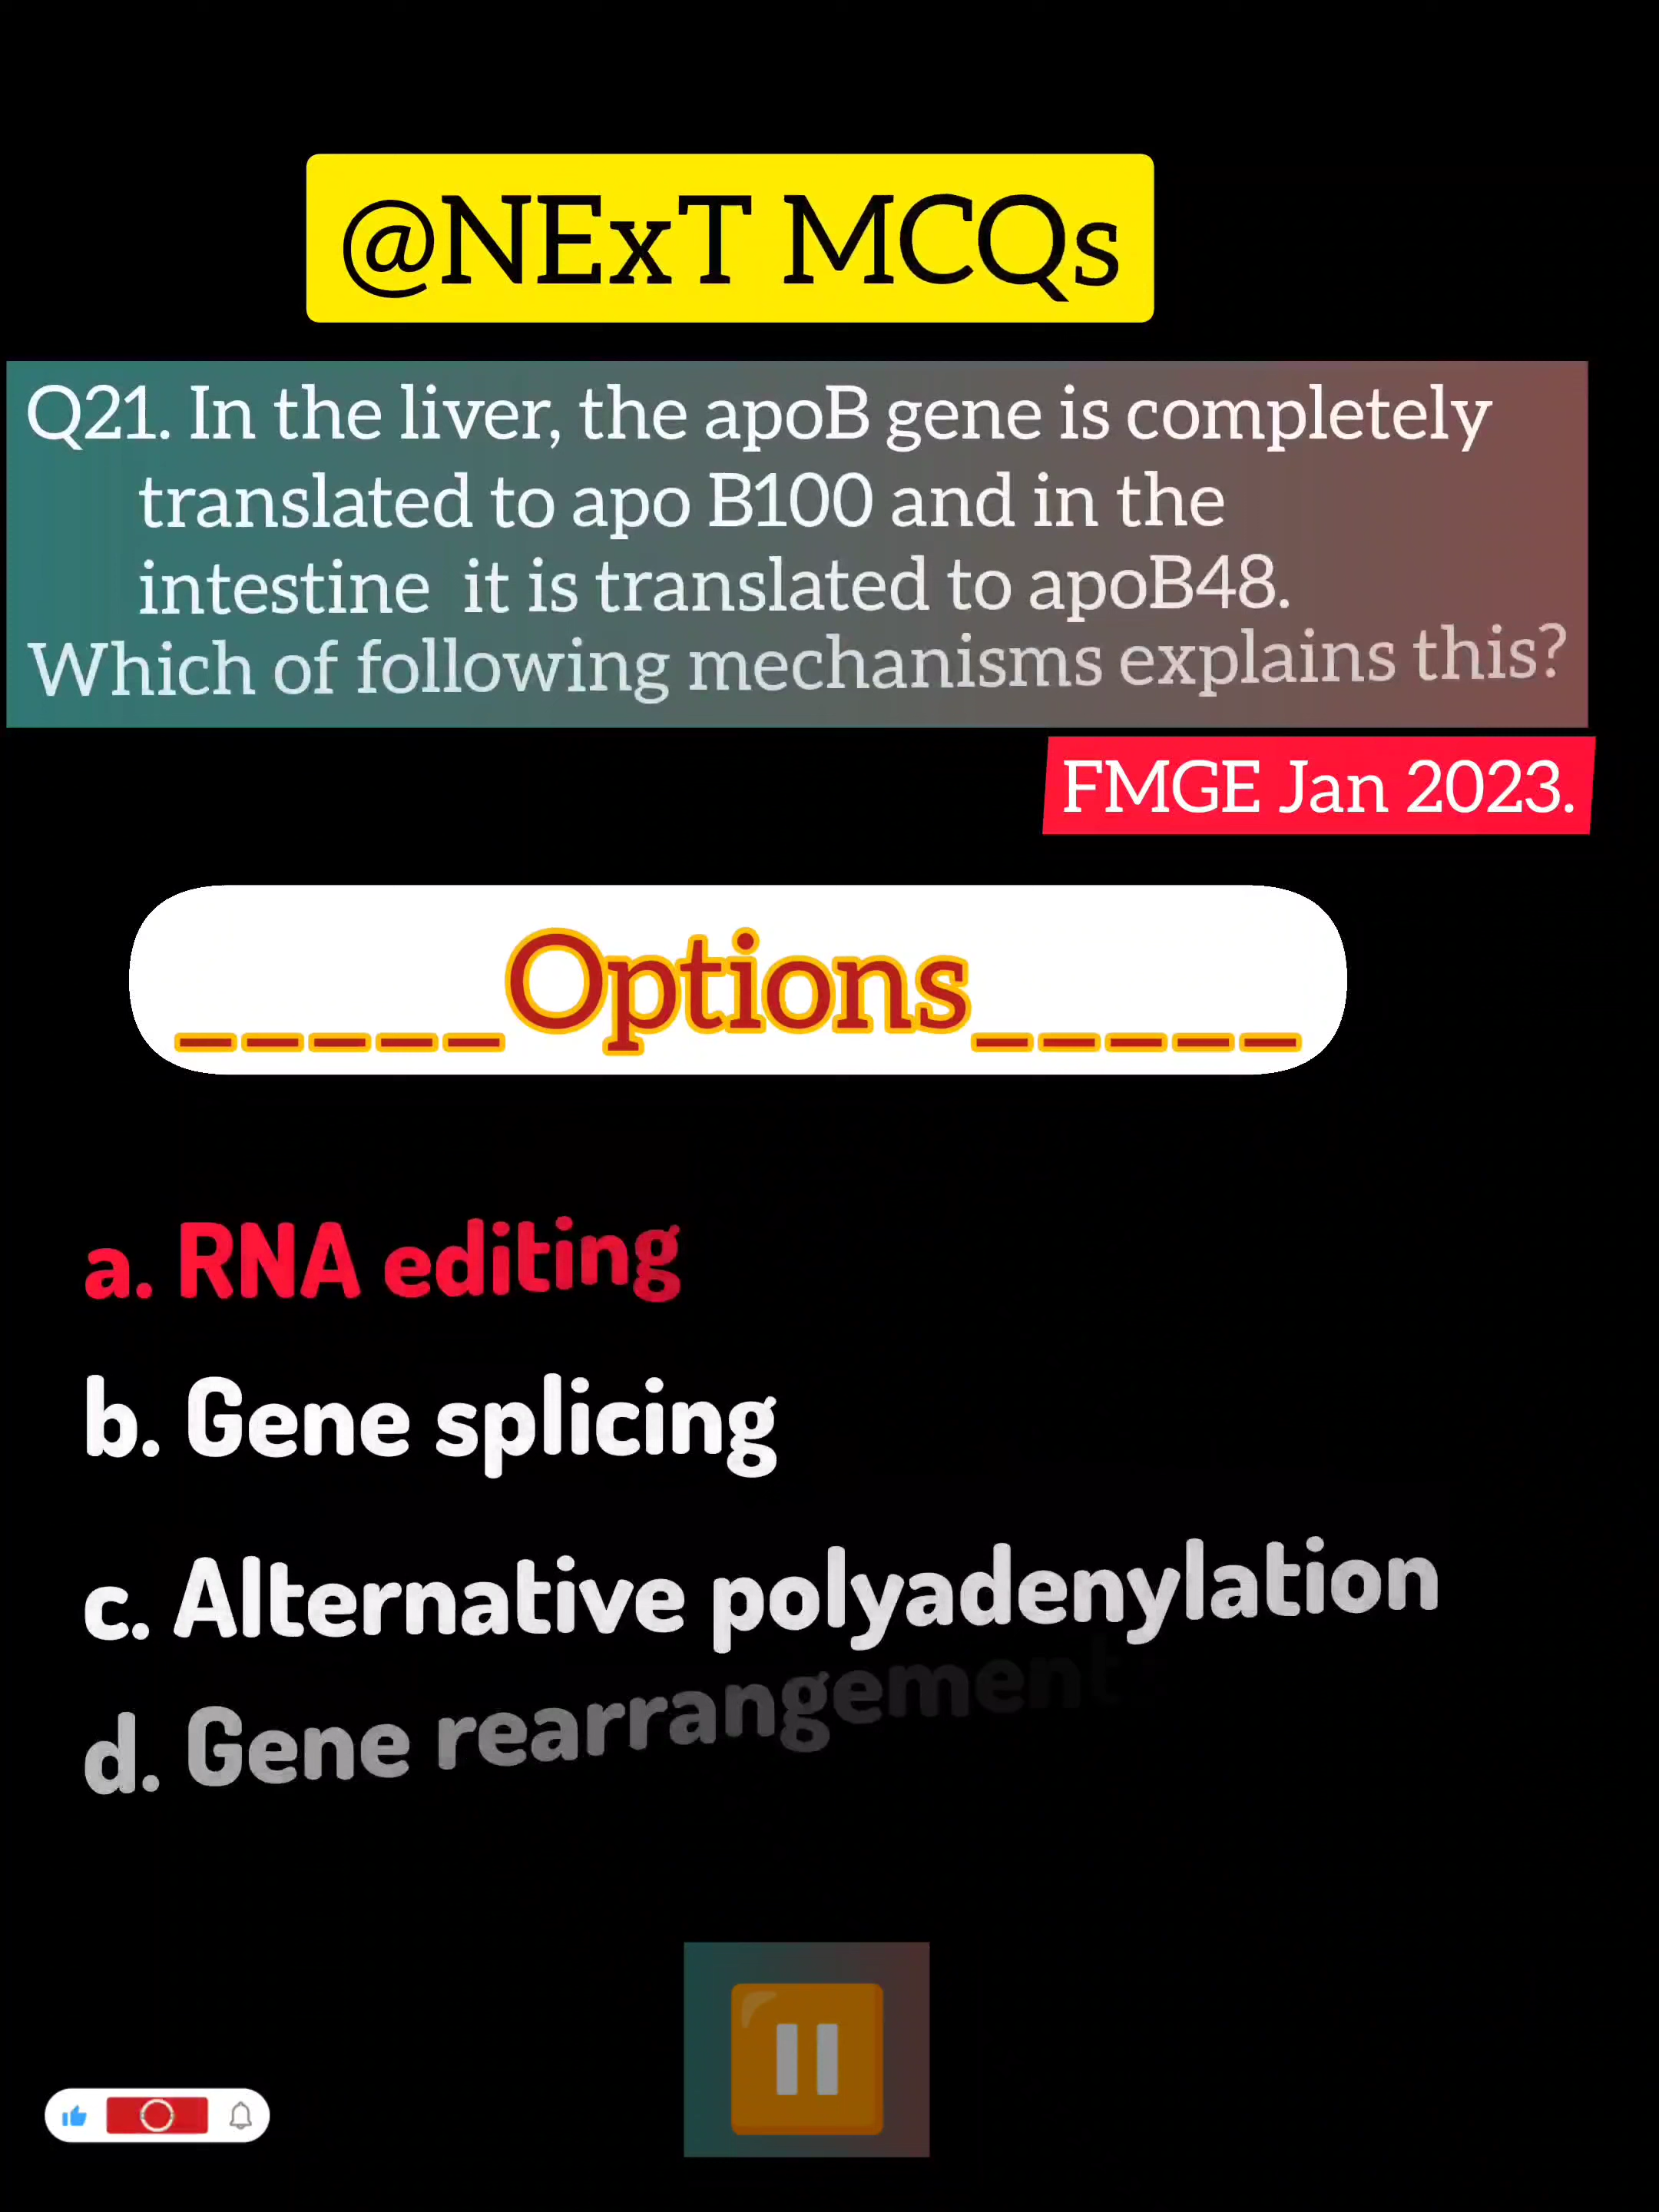 @NExT MCQs
Q21. In the liver, the apoB gene is completely
translated to apo B100 and in the
intestine it is translated to apoB48.
Which of following mechanisms explains this?
FMGE Jan 2023.
_____Options_____
a. RNA editing
b. Gene splicing
c. Alternative polyadenylation
d. Gene rearrangement